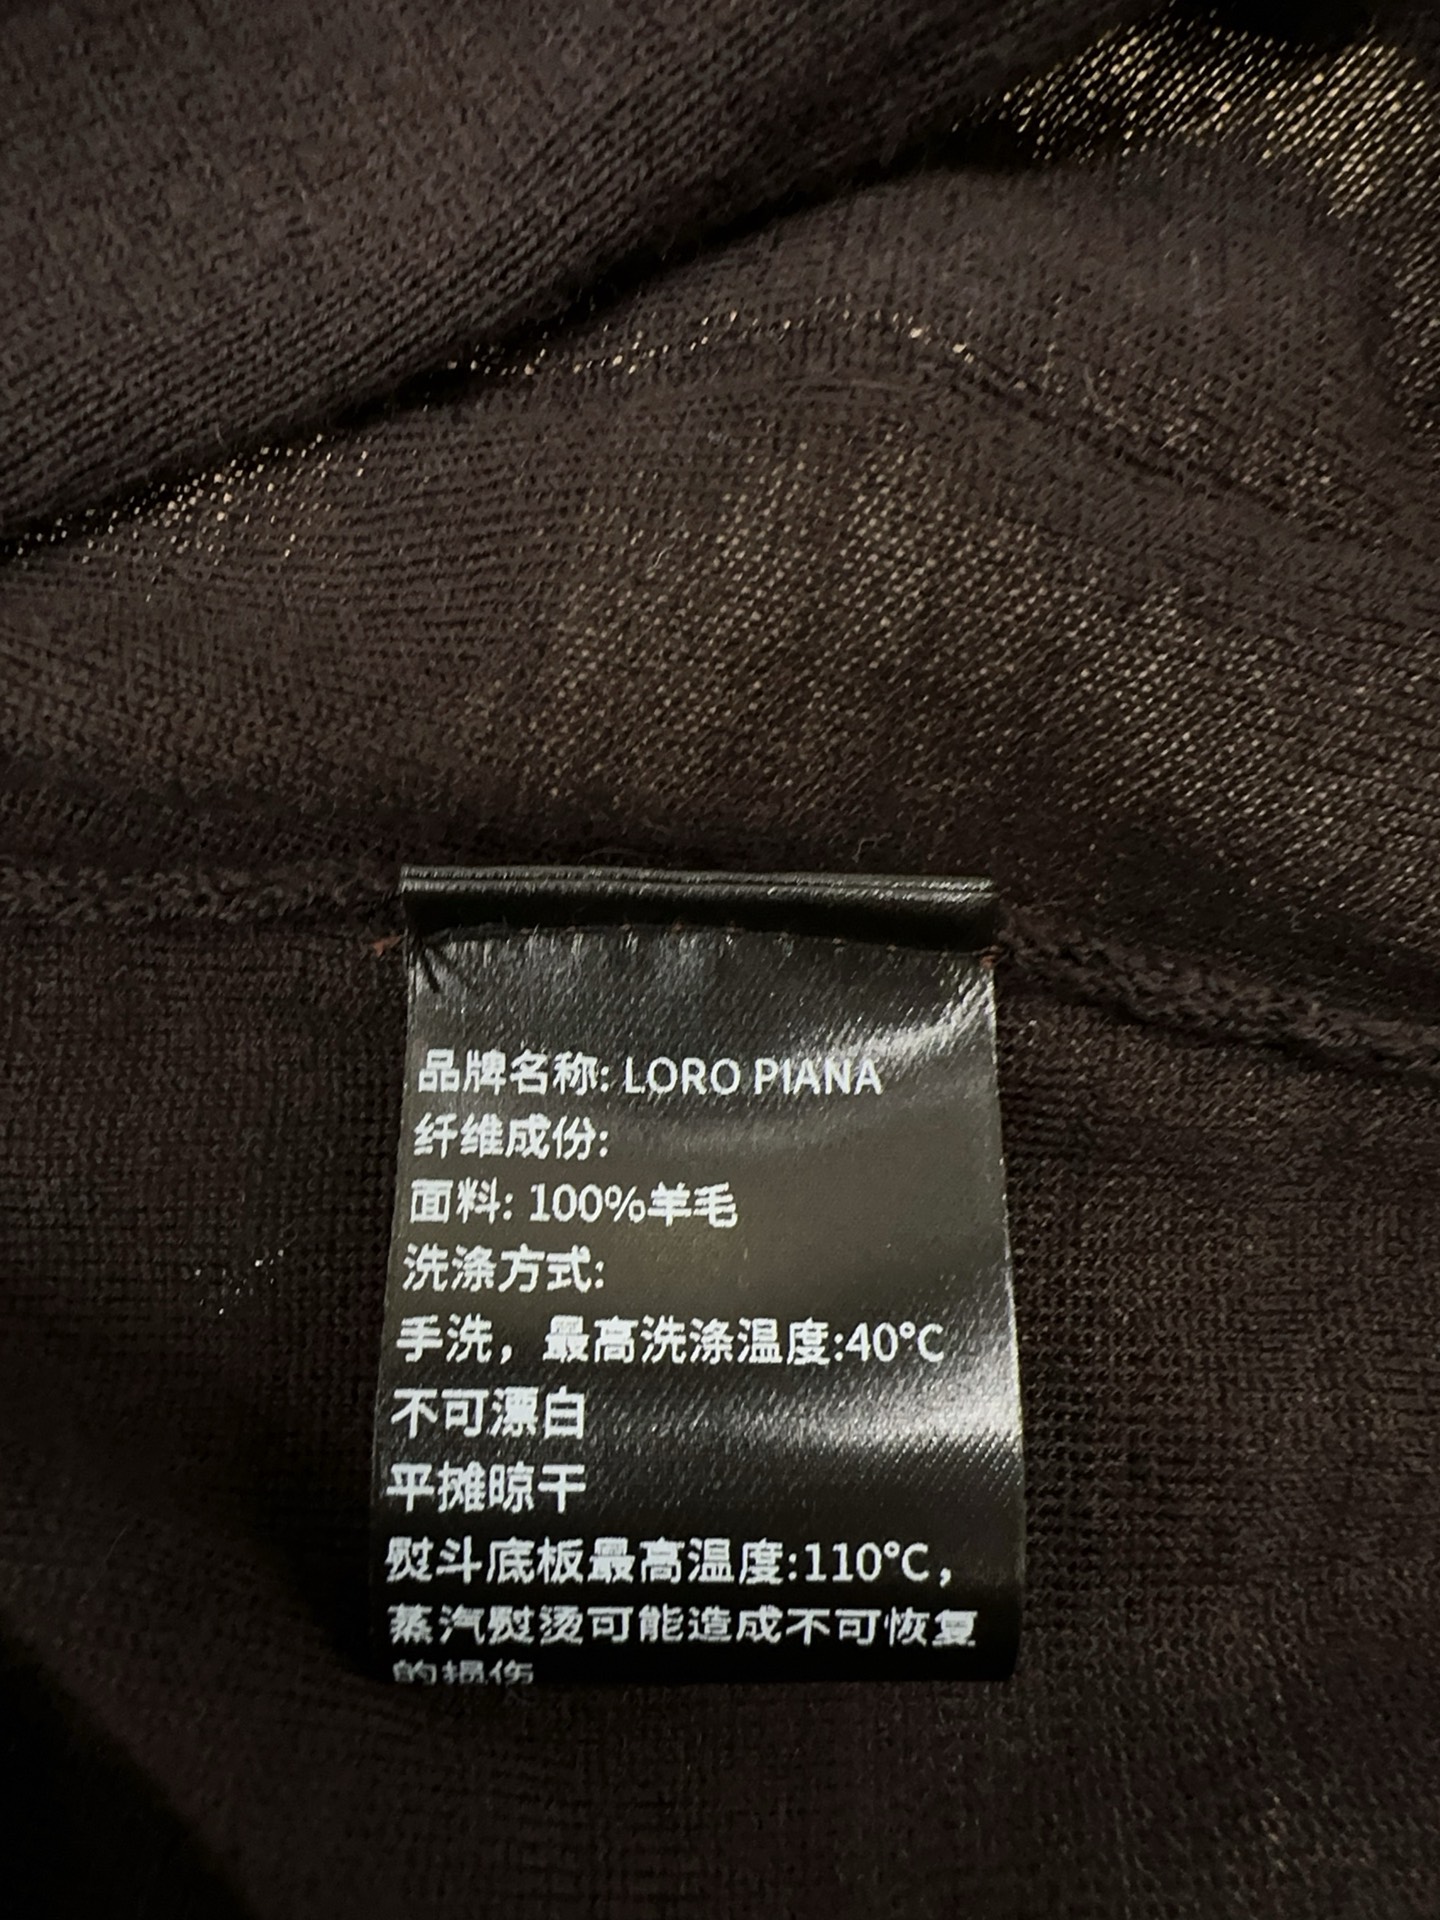 品牌名称: LORO PIANA
纤维成份:
面料: 100%羊毛
洗涤方式:
手洗，最高洗涤温度:40°C
不可漂白
平摊晾干
熨斗底板最高温度:110°C，
蒸汽熨烫可能造成不可恢复
的损伤